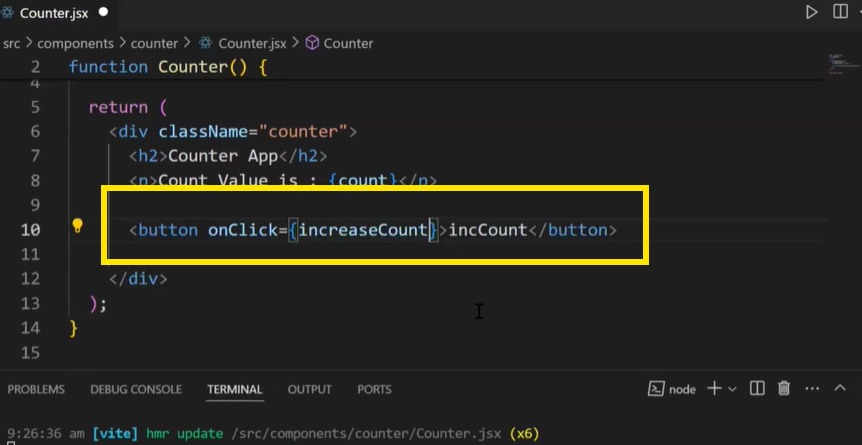 Counter.jsx
src > components > counter > Counter.jsx > Counter
2 function Counter() {
4
5 return (
6 <div className="counter">
7 <h2>Counter App</h2>
8 <p>Count Value is : {count}</p>
9
10 <button onClick={increaseCount}>incCount</button>
11
12 </div>
13 );
14 }
15
PROBLEMS DEBUG CONSOLE TERMINAL OUTPUT PORTS node
9:26:36 am [vite] hmr update /src/components/counter/Counter.jsx (x6)